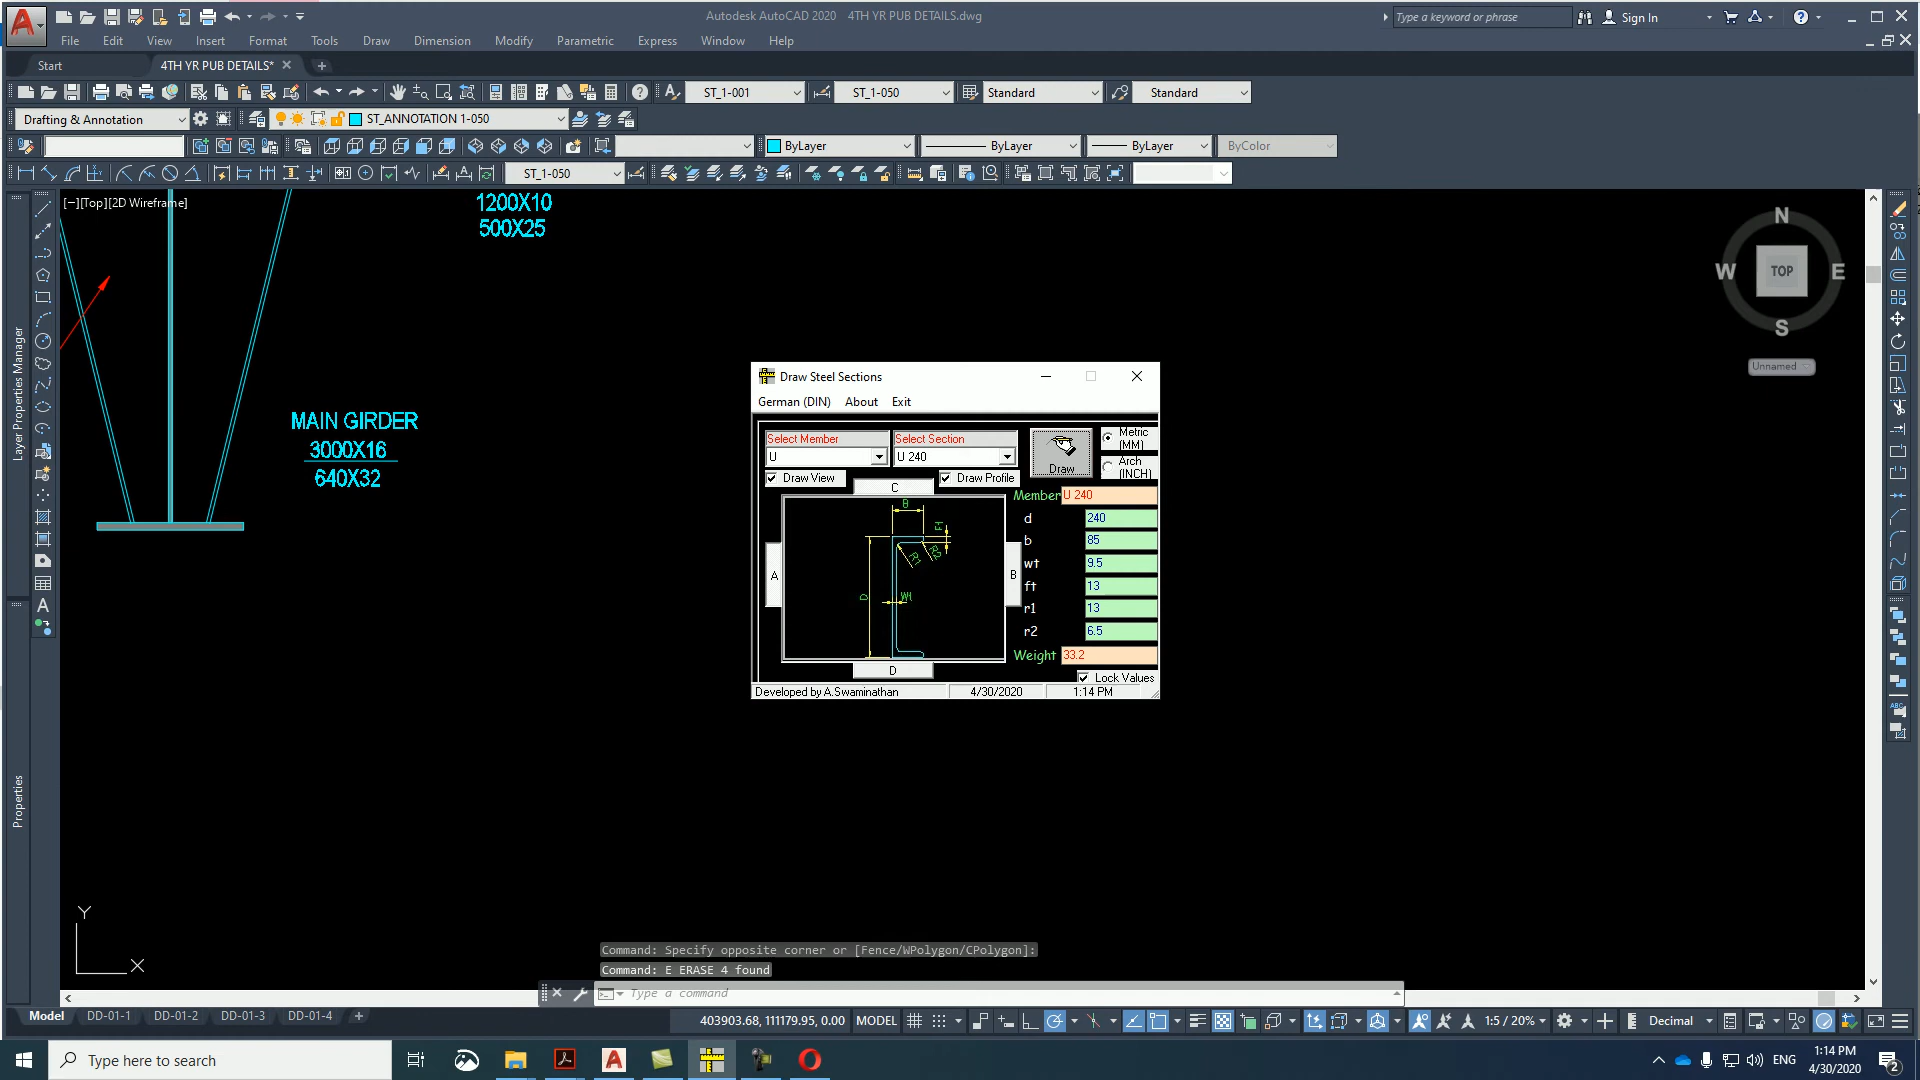 Autodesk AutoCAD 2020 4TH YR PUB DETAILS.dwg
Type a keyword or phrase
Sign In
File Edit View Insert Format Tools Draw Dimension Modify Parametric Express Window Help
Start
4TH YR PUB DETAILS*
ST_1-001
ST_1-050
Standard
Standard
Drafting & Annotation
ST_ANNOTATION 1-050
ByLayer
ByLayer
ByLayer
ByColor
ST_1-050
[−][Top][2D Wireframe]
1200X10
500X25
N
W
TOP
E
S
Unnamed
Layer Properties Manager
Properties
MAIN GIRDER
3000X16
640X32
Draw Steel Sections
German (DIN) About Exit
Select Member
U
Select Section
U 240
Draw
Metric
(MM)
Arch
(INCH)
Draw View
Draw Profile
C
A
B
D
B
R1
R2
D
Wt
Member U 240
d 240
b 85
wt 9.5
ft 13
r1 13
r2 6.5
Weight 33.2
Lock Values
Developed by A.Swaminathan 4/30/2020 1:14 PM
Y
X
Command: Specify opposite corner or [Fence/WPolygon/CPolygon]:
Command: E ERASE 4 found
Type a command
Model DD-01-1 DD-01-2 DD-01-3 DD-01-4
403903.68, 111179.95, 0.00 MODEL
1:5 / 20%
Decimal
Type here to search
ENG
1:14 PM
4/30/2020
2